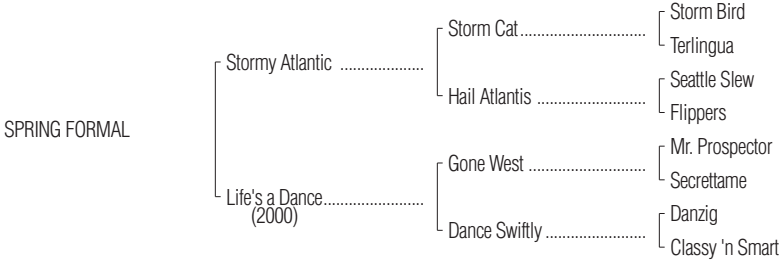 Storm Bird
Storm Cat..............................
Terlingua
Stormy Atlantic ....................
Seattle Slew
Hail Atlantis ..........................
Flippers
SPRING FORMAL
Mr. Prospector
Gone West ............................
Secrettame
Life's a Dance........................
(2000)
Danzig
Dance Swiftly ........................
Classy 'n Smart